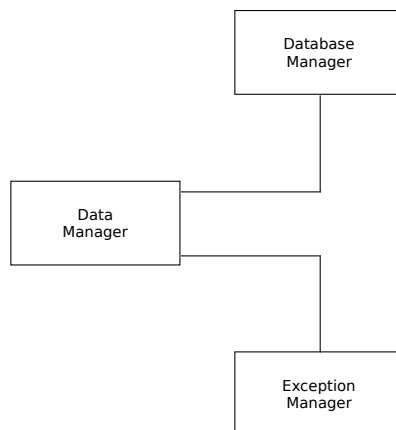 Database
Manager
Data
Manager
Exception
Manager